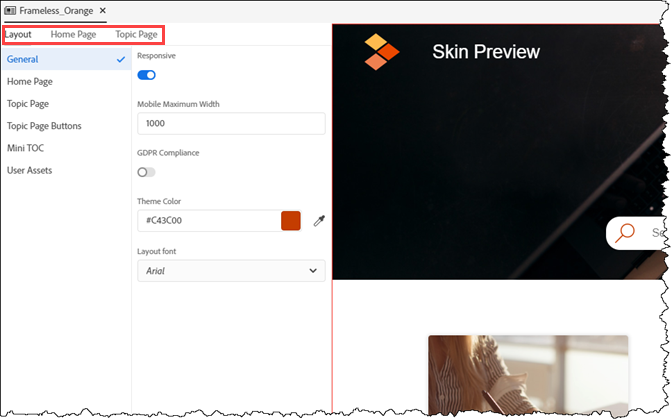 Frameless_Orange
Layout Home Page Topic Page
General
Home Page
Topic Page
Topic Page Buttons
Mini TOC
User Assets
Responsive
Mobile Maximum Width
1000
GDPR Compliance
Theme Color
#C43C00
Layout font
Arial
Skin Preview
Se